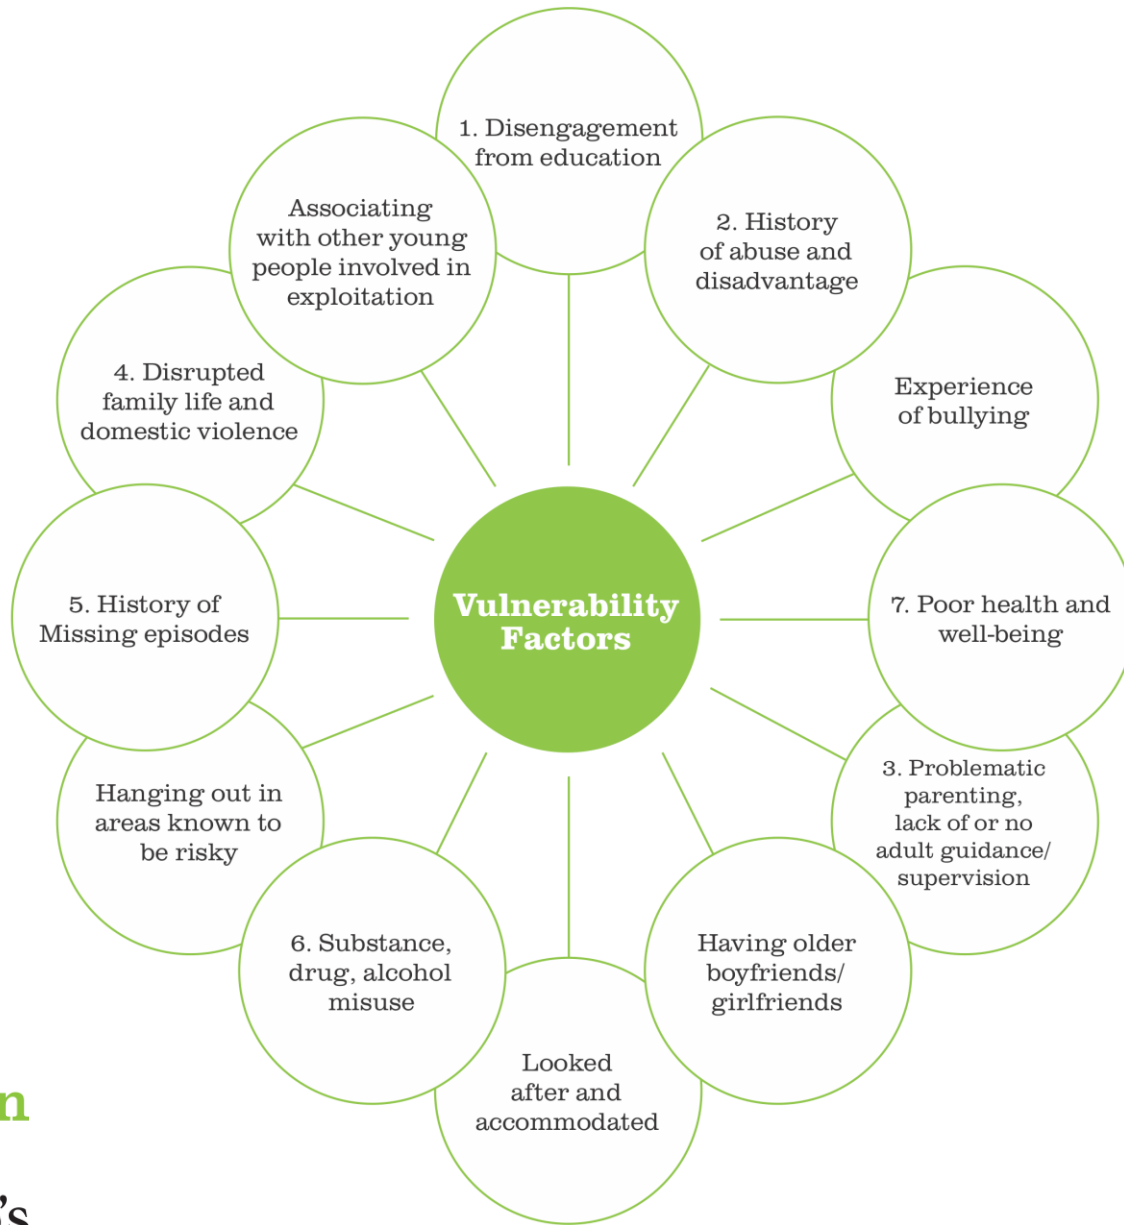 1. Disengagement
from education
2. History
of abuse and
disadvantage
Experience
of bullying
7. Poor health and
well-being
3. Problematic
parenting,
lack of or no
adult guidance/
supervision
Having older
boyfriends/
girlfriends
Looked
after and
accommodated
6. Substance,
drug, alcohol
misuse
Hanging out in
areas known to
be risky
5. History of
Missing episodes
4. Disrupted
family life and
domestic violence
Associating
with other young
people involved in
exploitation
Vulnerability
Factors